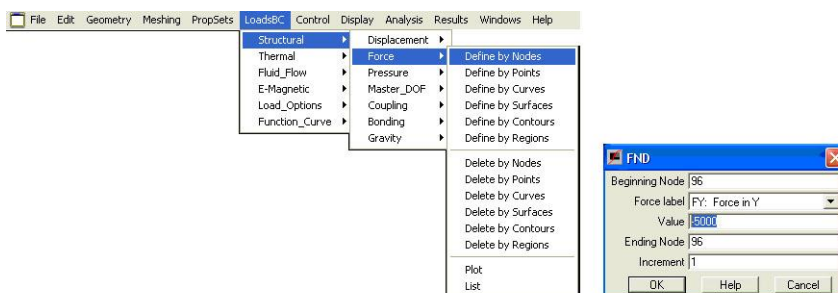 File Edit Geometry Meshing PropSets LoadsBC Control Display Analysis Results Windows Help
Structural
Thermal
Fluid_Flow
E-Magnetic
Load_Options
Function_Curve
Displacement
Force
Pressure
Master_DOF
Coupling
Bonding
Gravity
Define by Nodes
Define by Points
Define by Curves
Define by Surfaces
Define by Contours
Define by Regions
Delete by Nodes
Delete by Points
Delete by Curves
Delete by Surfaces
Delete by Contours
Delete by Regions
Plot
List
FND
Beginning Node 96
Force label FY: Force in Y
Value -5000
Ending Node 96
Increment 1
OK Help Cancel